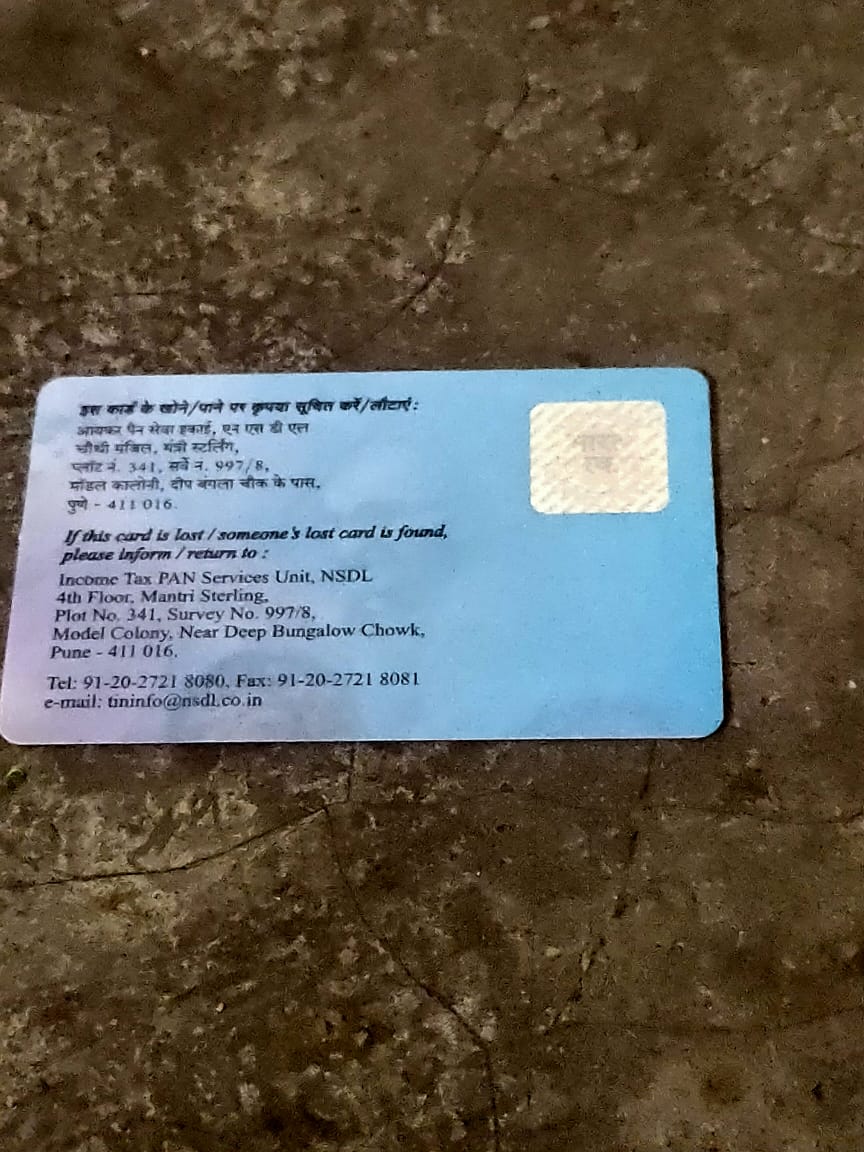 इस कार्ड के खोने/पाने पर कृपया सूचित करें/लौटाएं:
आयकर पैन सेवा इकाई, एन एस डी एल
चौथी मंजिल, मंत्री स्टर्लिंग,
प्लॉट नं. 341, सर्वे नं. 997/8,
मॉडल कालोनी, दीप बंगला चौक के पास,
पुणे - 411 016.
If this card is lost / someone's lost card is found,
please inform / return to :
Income Tax PAN Services Unit, NSDL
4th Floor, Mantri Sterling,
Plot No. 341, Survey No. 997/8,
Model Colony, Near Deep Bungalow Chowk,
Pune - 411 016.
Tel: 91-20-2721 8080, Fax: 91-20-2721 8081
e-mail: tininfo@nsdl.co.in